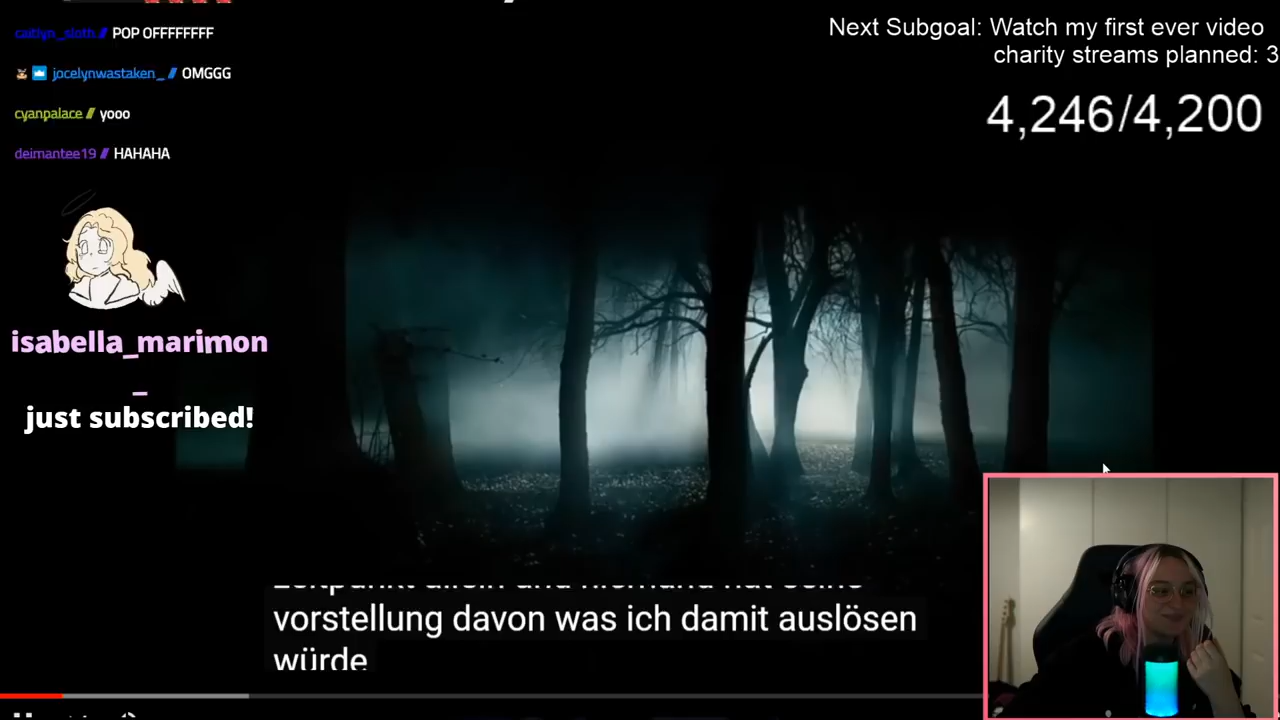 caitlyn_sloth // POP OFFFFFFFF
jocelynwastaken_ // OMGGG
cyanpalace // yooo
deimantee19 // HAHAHA
isabella_marimon
_
just subscribed!
Next Subgoal: Watch my first ever video
charity streams planned: 3
4,246/4,200
vorstellung davon was ich damit auslösen
würde